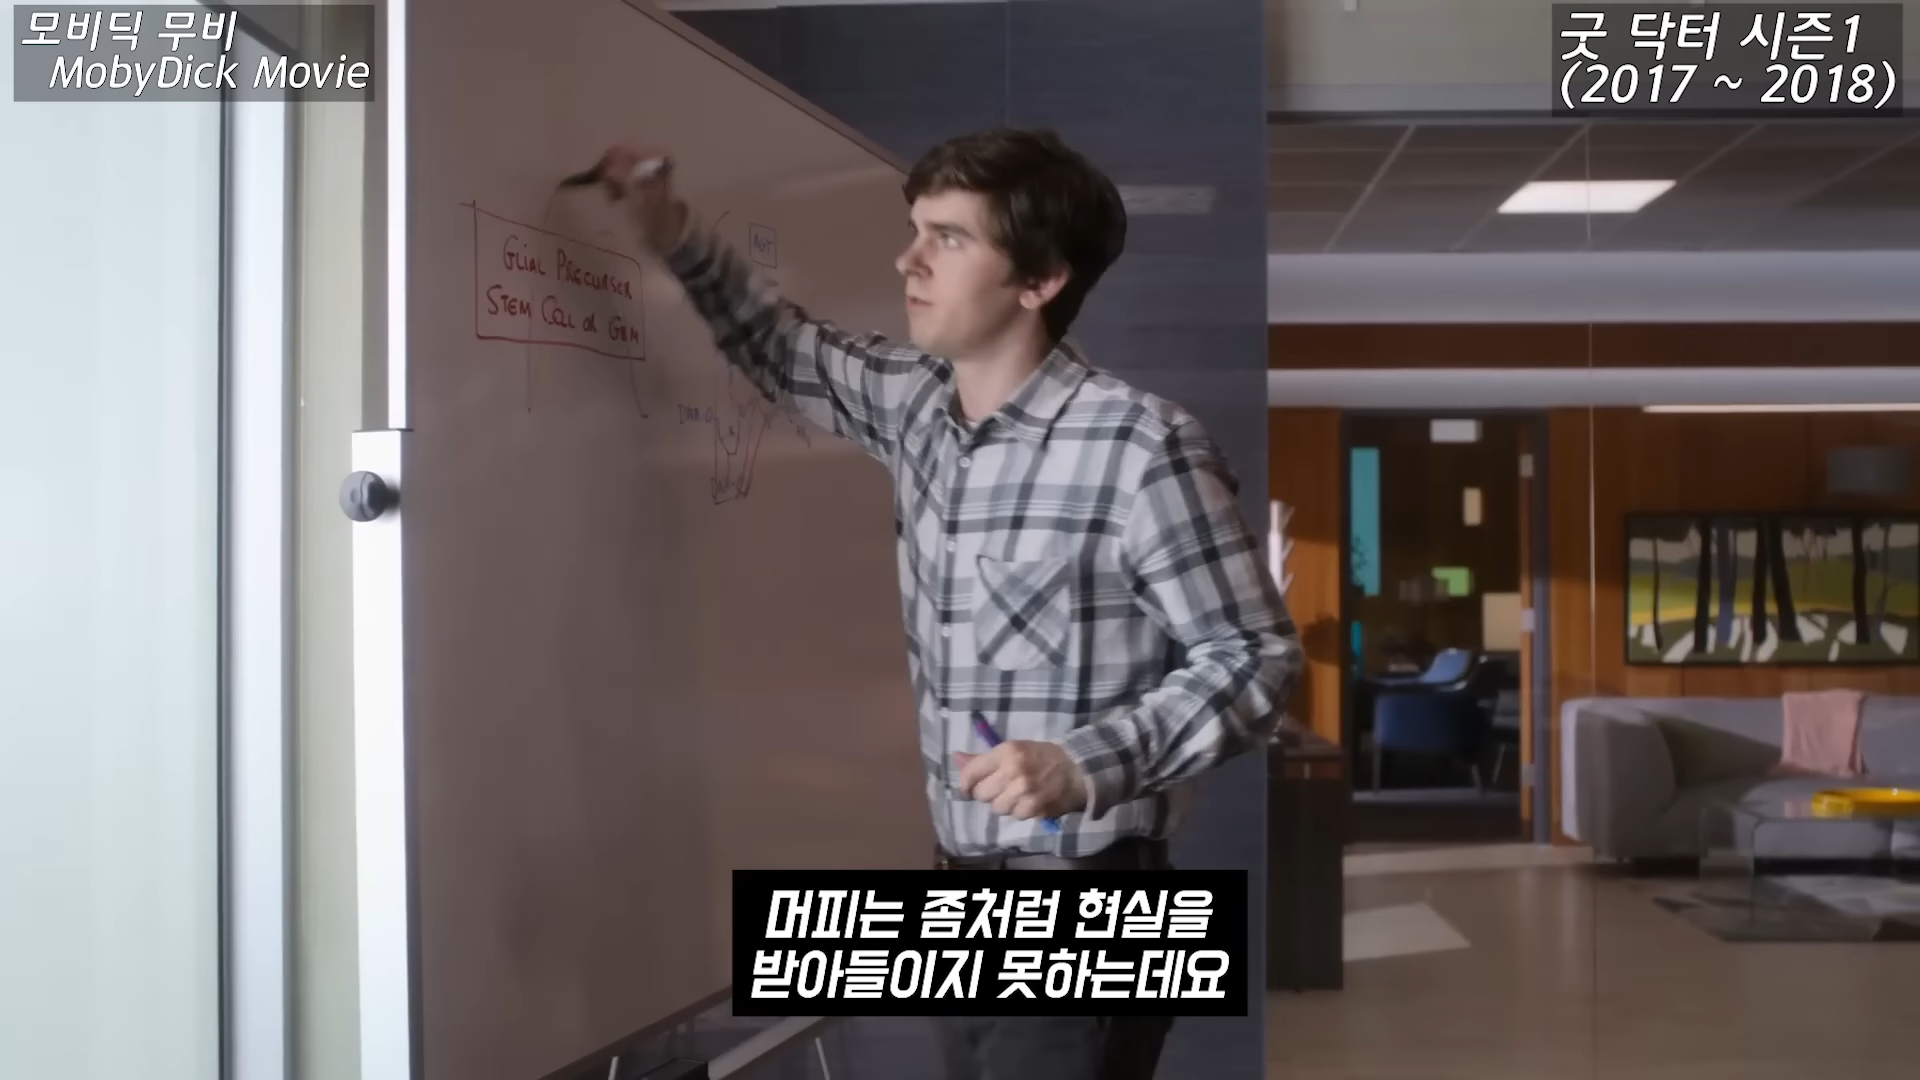 모비딕 무비
MobyDick Movie
굿 닥터 시즌1
(2017 ~ 2018)
GLIAL PRECURSOR
STEM CELL OR GBM
머피는 좀처럼 현실을
받아들이지 못하는데요